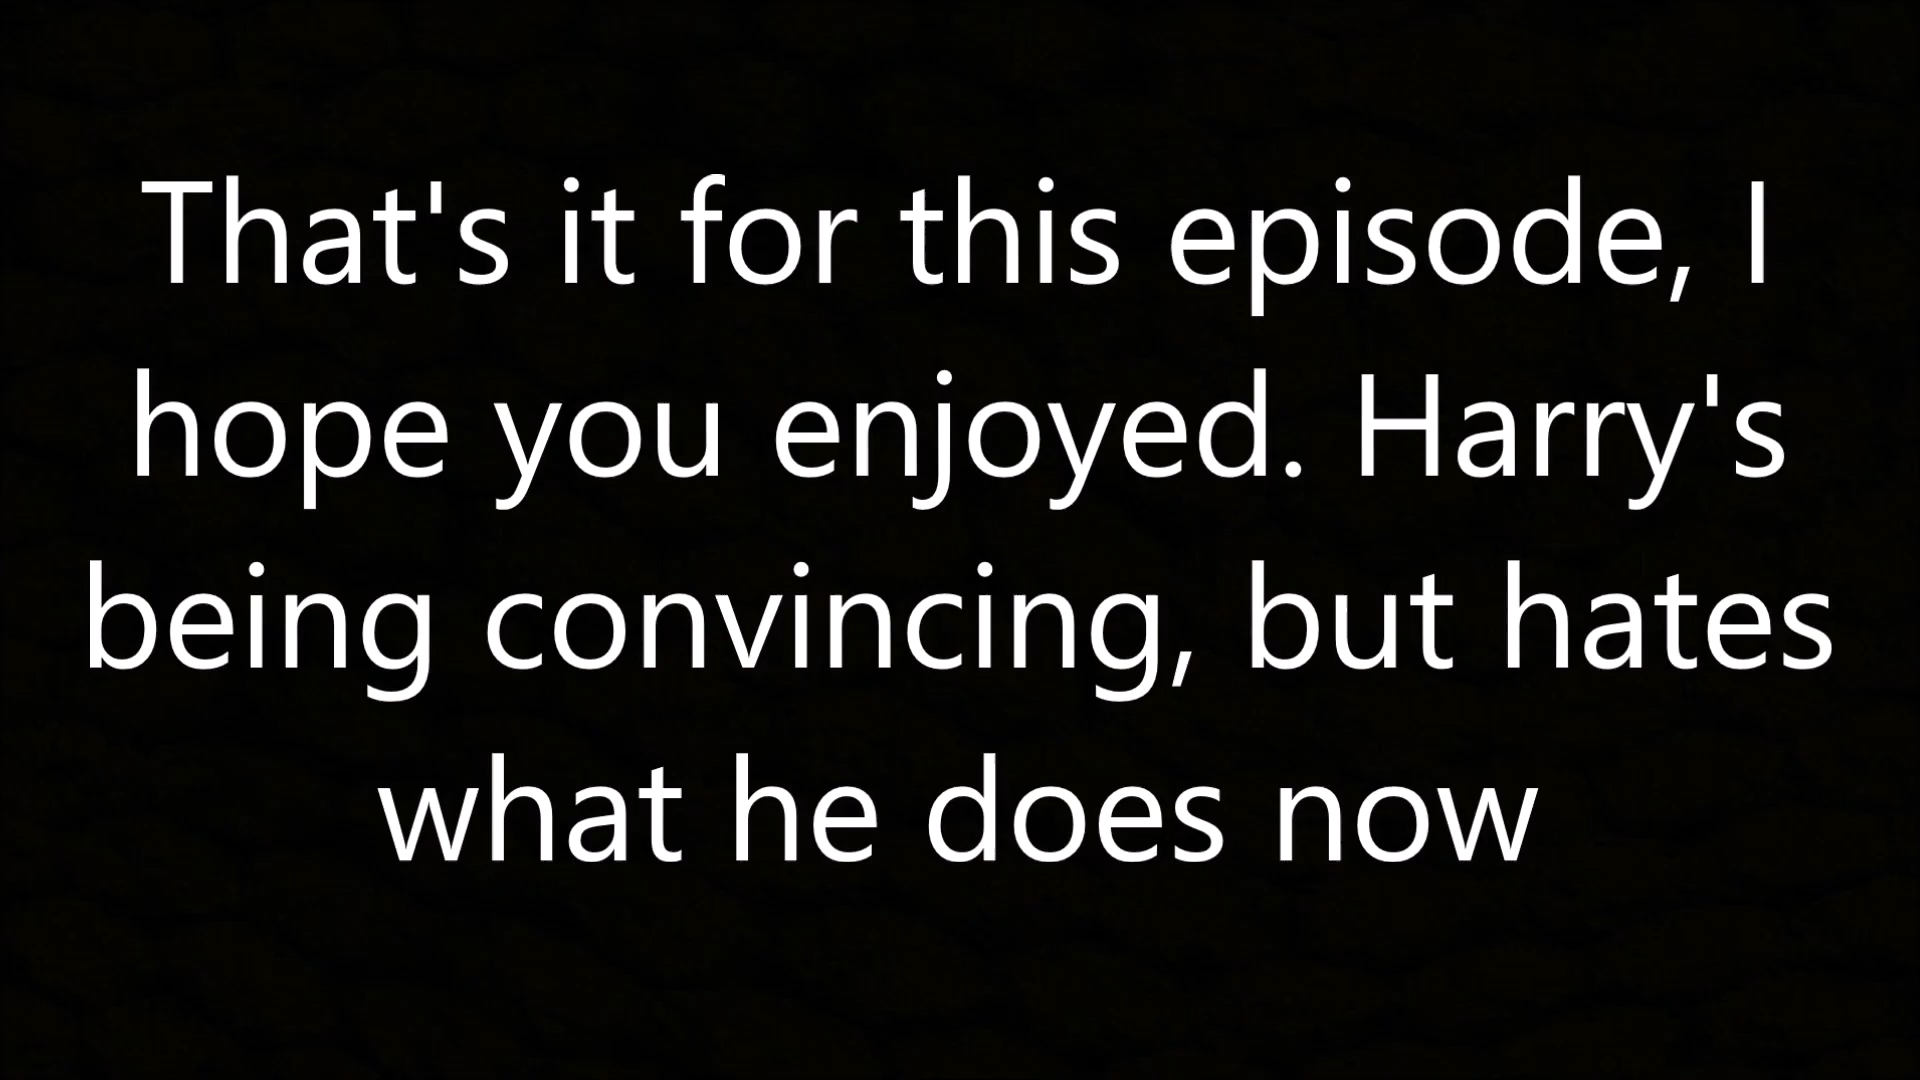 That's it for this episode, I
hope you enjoyed. Harry's
being convincing, but hates
what he does now